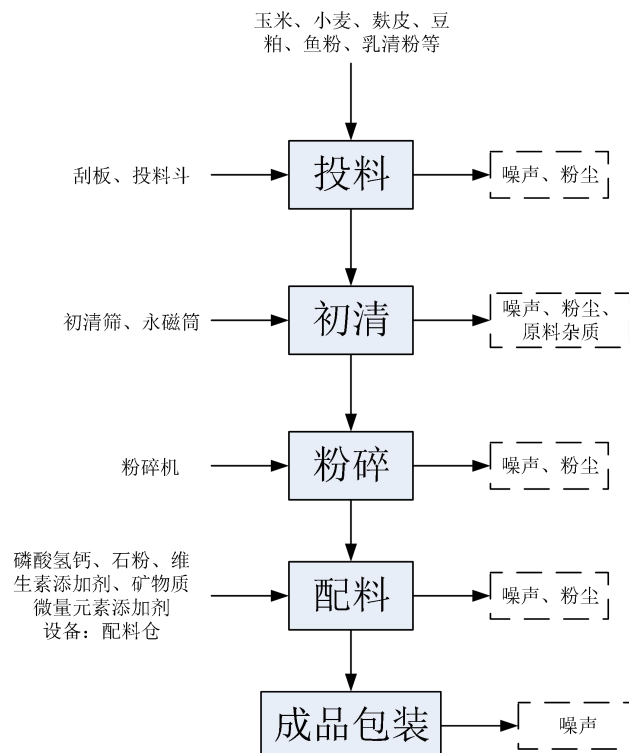 玉米、小麦、麸皮、豆
粕、鱼粉、乳清粉等
刮板、投料斗
投料
噪声、粉尘
初清筛、永磁筒
初清
噪声、粉尘、
原料杂质
粉碎机
粉碎
噪声、粉尘
磷酸氢钙、石粉、维
生素添加剂、矿物质
微量元素添加剂
设备：配料仓
配料
噪声、粉尘
成品包装
噪声